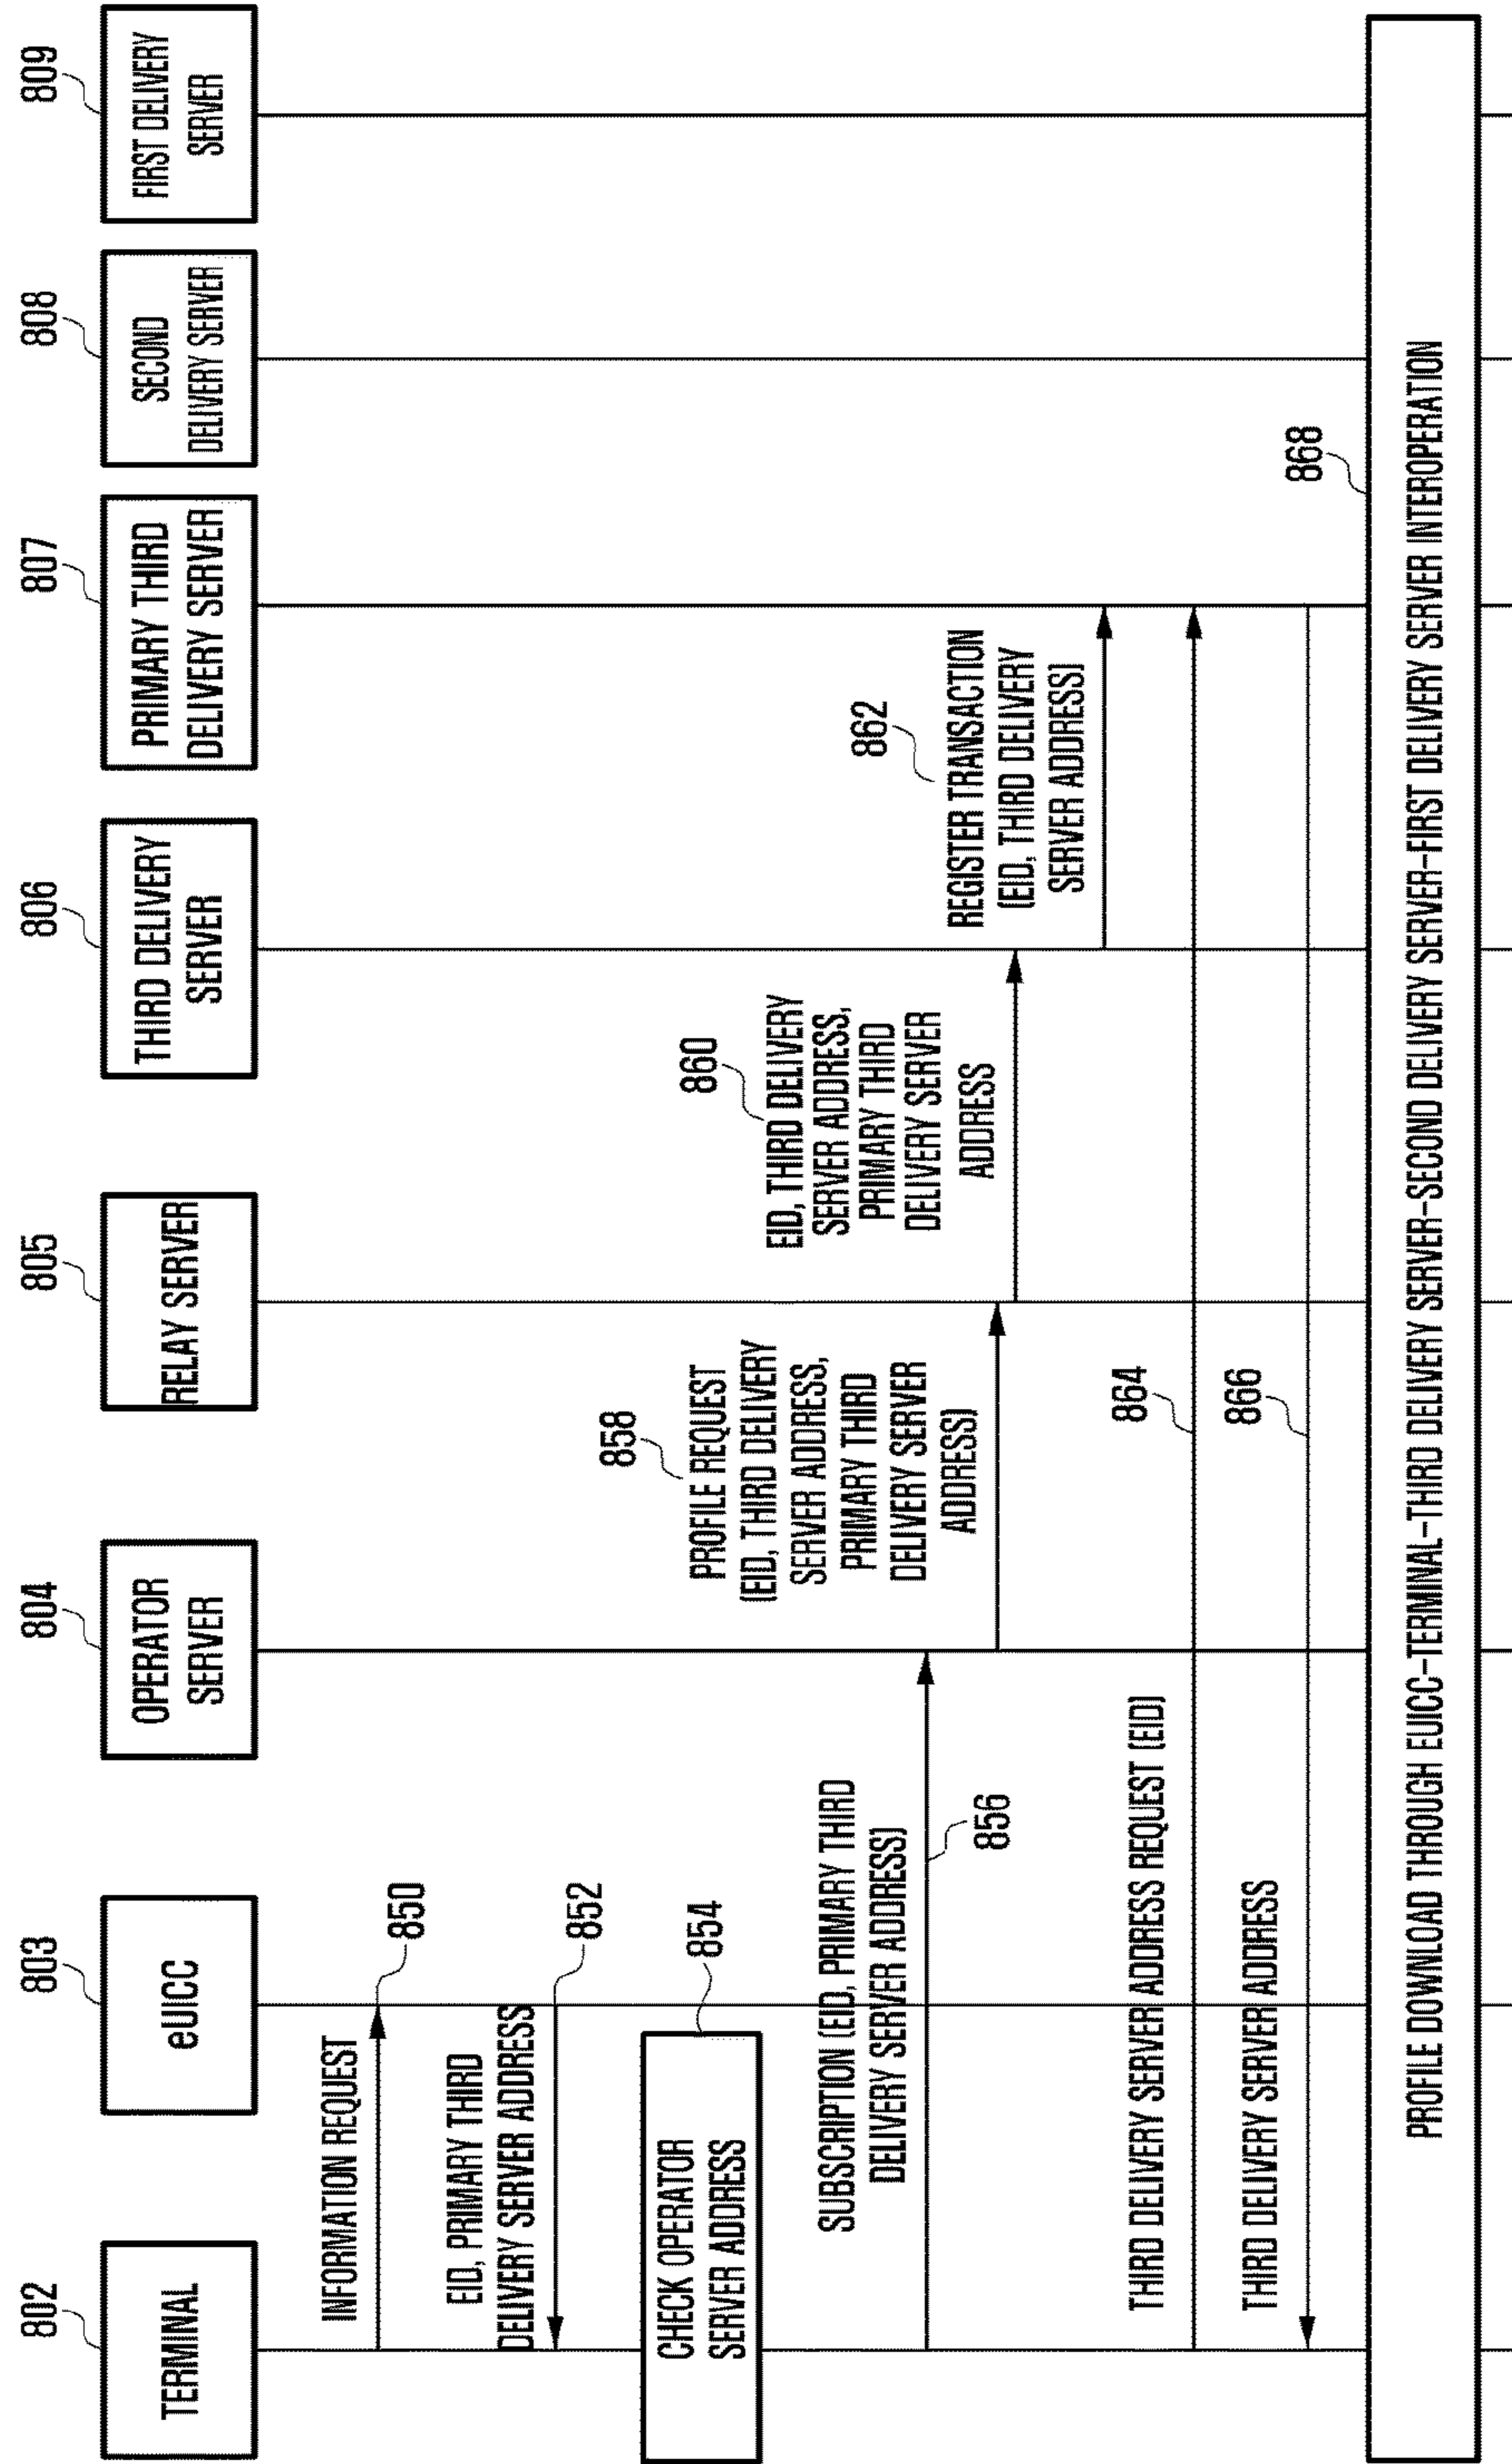 802
TERMINAL
803
eUICC
804
OPERATOR
SERVER
805
RELAY SERVER
806
THIRD DELIVERY
SERVER
807
PRIMARY THIRD
DELIVERY SERVER
808
SECOND
DELIVERY SERVER
809
FIRST DELIVERY
SERVER
INFORMATION REQUEST
850
EID, PRIMARY THIRD
DELIVERY SERVER ADDRESS
852
CHECK OPERATOR
SERVER ADDRESS
854
SUBSCRIPTION (EID, PRIMARY THIRD
DELIVERY SERVER ADDRESS)
856
858
PROFILE REQUEST
(EID, THIRD DELIVERY
SERVER ADDRESS,
PRIMARY THIRD
DELIVERY SERVER
ADDRESS)
860
EID, THIRD DELIVERY
SERVER ADDRESS,
PRIMARY THIRD
DELIVERY SERVER
ADDRESS
862
REGISTER TRANSACTION
(EID, THIRD DELIVERY
SERVER ADDRESS)
THIRD DELIVERY SERVER ADDRESS REQUEST (EID)
864
THIRD DELIVERY SERVER ADDRESS
866
868
PROFILE DOWNLOAD THROUGH EUICC-TERMINAL-THIRD DELIVERY SERVER-SECOND DELIVERY SERVER-FIRST DELIVERY SERVER INTEROPERATION